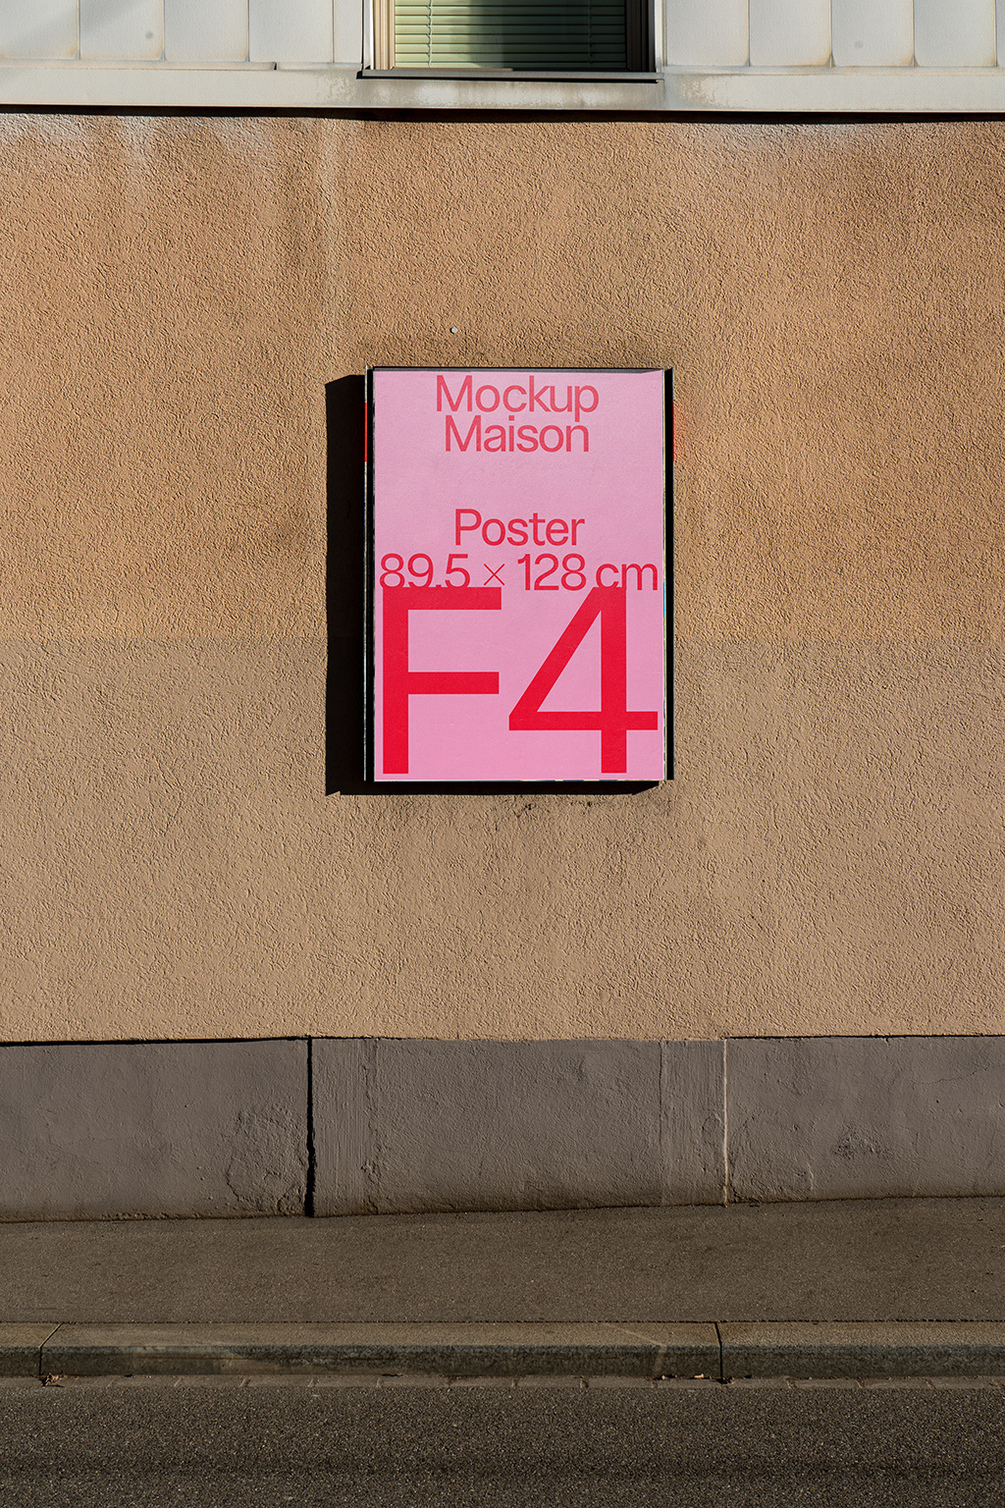 Mockup
Maison
Poster
89.5 × 128 cm
F4